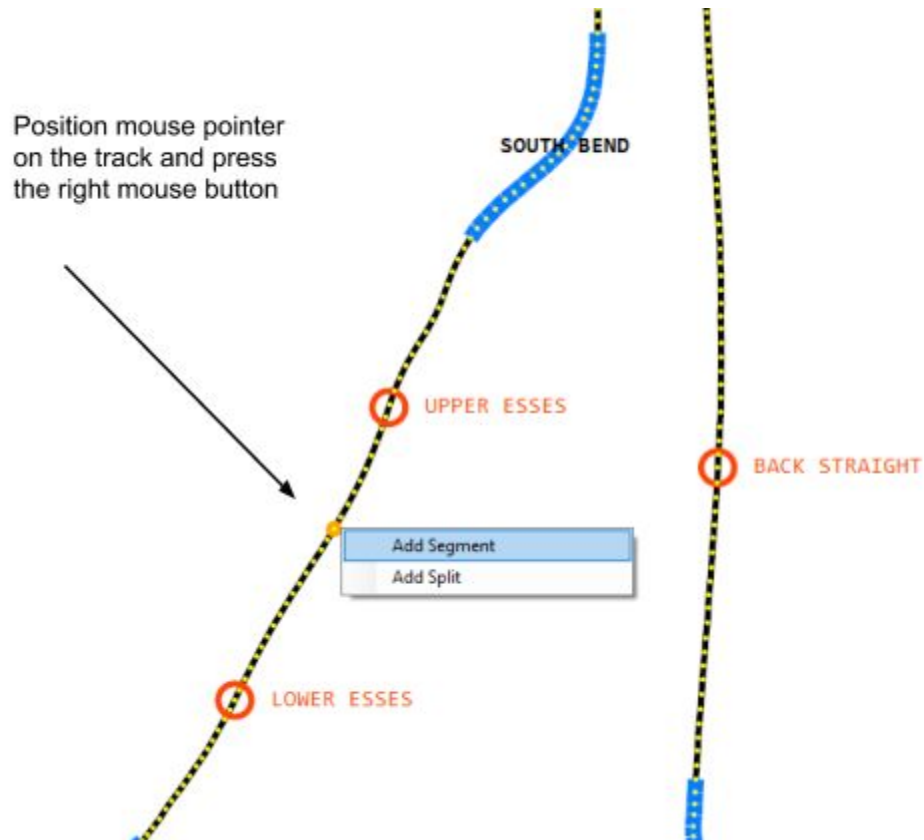 Position mouse pointer
on the track and press
the right mouse button
SOUTH BEND
UPPER ESSES
BACK STRAIGHT
Add Segment
Add Split
LOWER ESSES